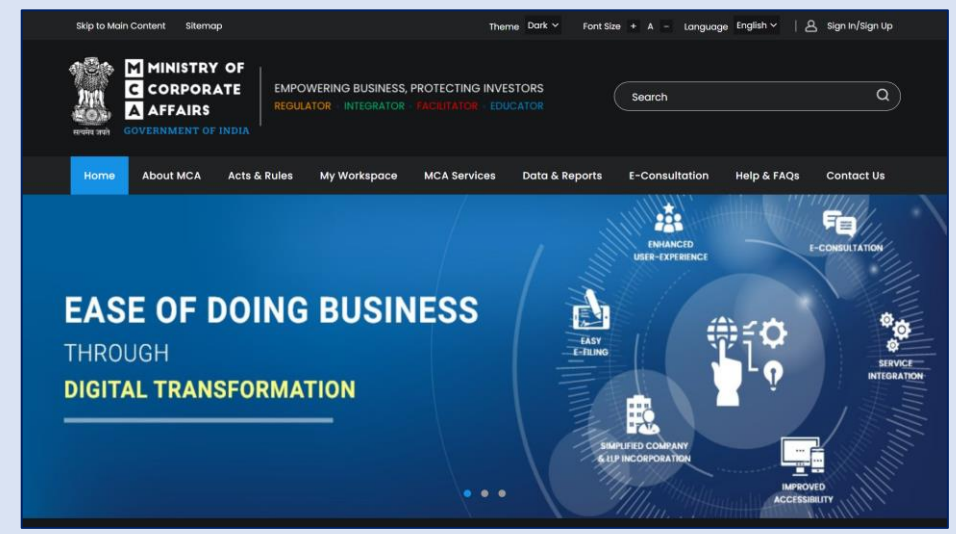 Skip to Main Content Sitemap Theme Dark Font Size + A - Language English | Sign In/Sign Up
M MINISTRY OF
C CORPORATE
A AFFAIRS
सत्यमेव जयते
GOVERNMENT OF INDIA
EMPOWERING BUSINESS, PROTECTING INVESTORS
REGULATOR · INTEGRATOR · FACILITATOR · EDUCATOR
Search
Home About MCA Acts & Rules My Workspace MCA Services Data & Reports E-Consultation Help & FAQs Contact Us
EASE OF DOING BUSINESS
THROUGH
DIGITAL TRANSFORMATION
ENHANCED
USER-EXPERIENCE
E-CONSULTATION
EASY
E-FILING
SERVICE
INTEGRATION
SIMPLIFIED COMPANY
& LLP INCORPORATION
IMPROVED
ACCESSIBILITY